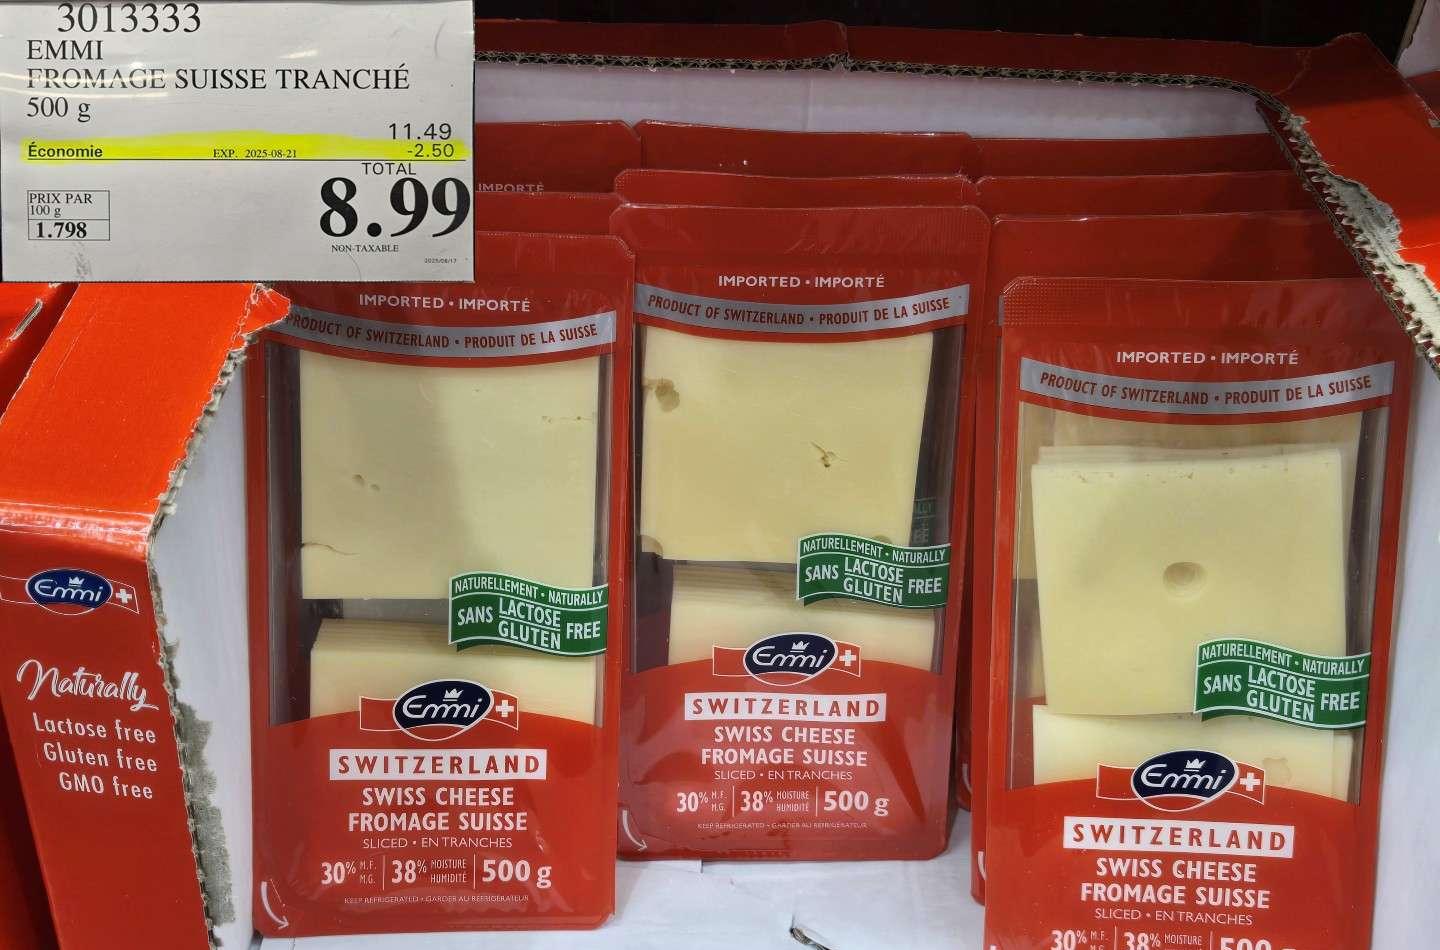 3013333
EMMI
FROMAGE SUISSE TRANCHÉ
500 g
11.49
Économie EXP. 2025-08-21 -2.50
TOTAL
8.99
PRIX PAR
100 g
1.798
NON-TAXABLE
2025/08/17
IMPORTÉ
Emmi
Naturally
Lactose free
Gluten free
GMO free
IMPORTED • IMPORTÉ
PRODUCT OF SWITZERLAND • PRODUIT DE LA SUISSE
NATURELLEMENT • NATURALLY
SANS LACTOSE FREE
GLUTEN
Emmi
SWITZERLAND
SWISS CHEESE
FROMAGE SUISSE
SLICED • EN TRANCHES
30% M.F. 38% MOISTURE 500 g
M.G. HUMIDITÉ
KEEP REFRIGERATED • GARDER AU RÉFRIGÉRATEUR
IMPORTED • IMPORTÉ
PRODUCT OF SWITZERLAND • PRODUIT DE LA SUISSE
NATURELLEMENT • NATURALLY
SANS LACTOSE FREE
GLUTEN
Emmi
SWITZERLAND
SWISS CHEESE
FROMAGE SUISSE
SLICED • EN TRANCHES
30% M.F. 38% MOISTURE 500 g
M.G. HUMIDITÉ
KEEP REFRIGERATED • GARDER AU RÉFRIGÉRATEUR
IMPORTED • IMPORTÉ
PRODUCT OF SWITZERLAND • PRODUIT DE LA SUISSE
NATURELLEMENT • NATURALLY
SANS LACTOSE FREE
GLUTEN
Emmi
SWITZERLAND
SWISS CHEESE
FROMAGE SUISSE
SLICED • EN TRANCHES
30% M.F. 38% MOISTURE 500 g
M.G. HUMIDITÉ